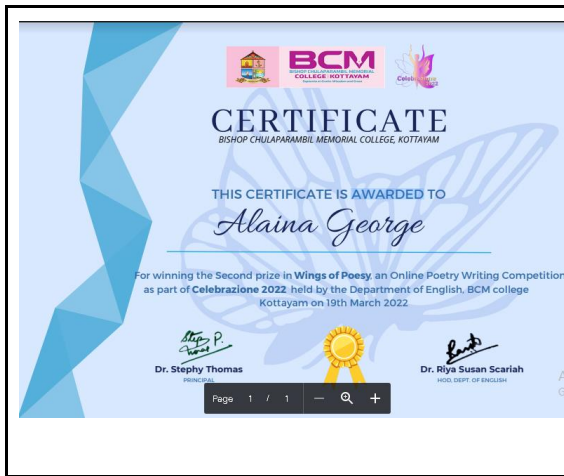 BCM
BISHOP CHULAPARAMBIL MEMORIAL
COLLEGE KOTTAYAM
CERTIFICATE
BISHOP CHULAPARAMBIL MEMORIAL COLLEGE, KOTTAYAM
THIS CERTIFICATE IS AWARDED TO
Alaina George
For winning the Second prize in Wings of Poesy, an Online Poetry Writing Competition
as part of Celebrazione 2022 held by the Department of English, BCM college
Kottayam on 19th March 2022
Dr. Stephy Thomas
PRINCIPAL
Dr. Riya Susan Scariah
HOD, DEPT. OF ENGLISH
Page 1 / 1